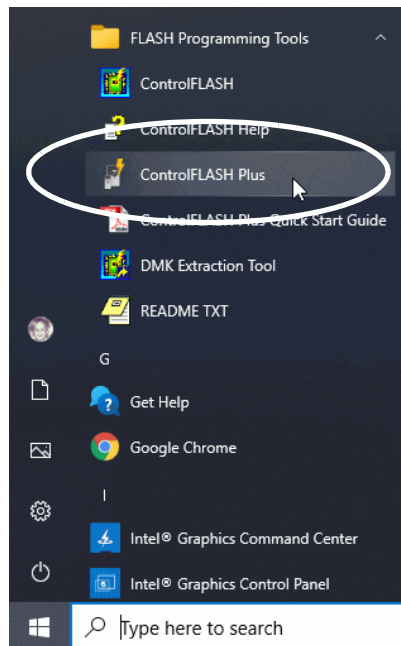 FLASH Programming Tools
ControlFLASH
ControlFLASH Help
ControlFLASH Plus
ControlFLASH Plus Quick Start Guide
DMK Extraction Tool
README TXT
G
Get Help
Google Chrome
I
Intel® Graphics Command Center
Intel® Graphics Control Panel
Type here to search